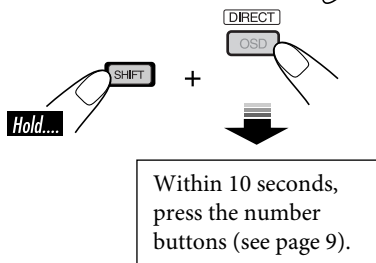 DIRECT
OSD
SHIFT
+
Hold....
Within 10 seconds,
press the number
buttons (see page 9).